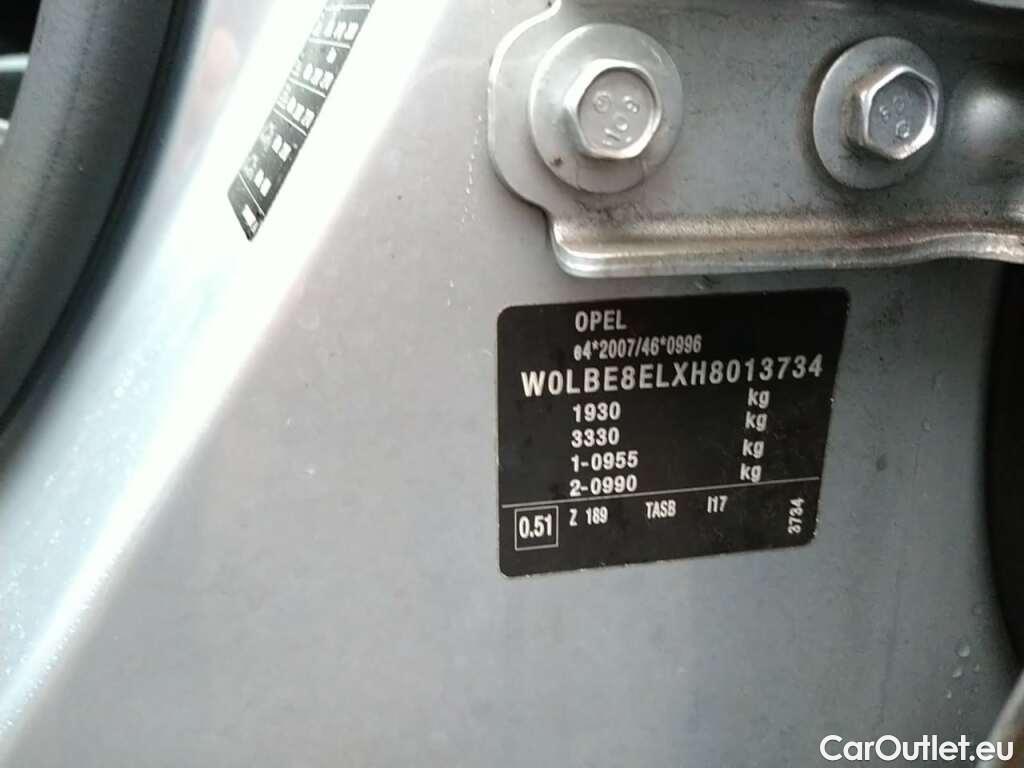 OPEL
e4*2007/46*0996
W0LBE8ELXH8013734
1930 kg
3330 kg
1-0955 kg
2-0990 kg
0.51 Z 189 TASB I17 3734
CarOutlet.eu